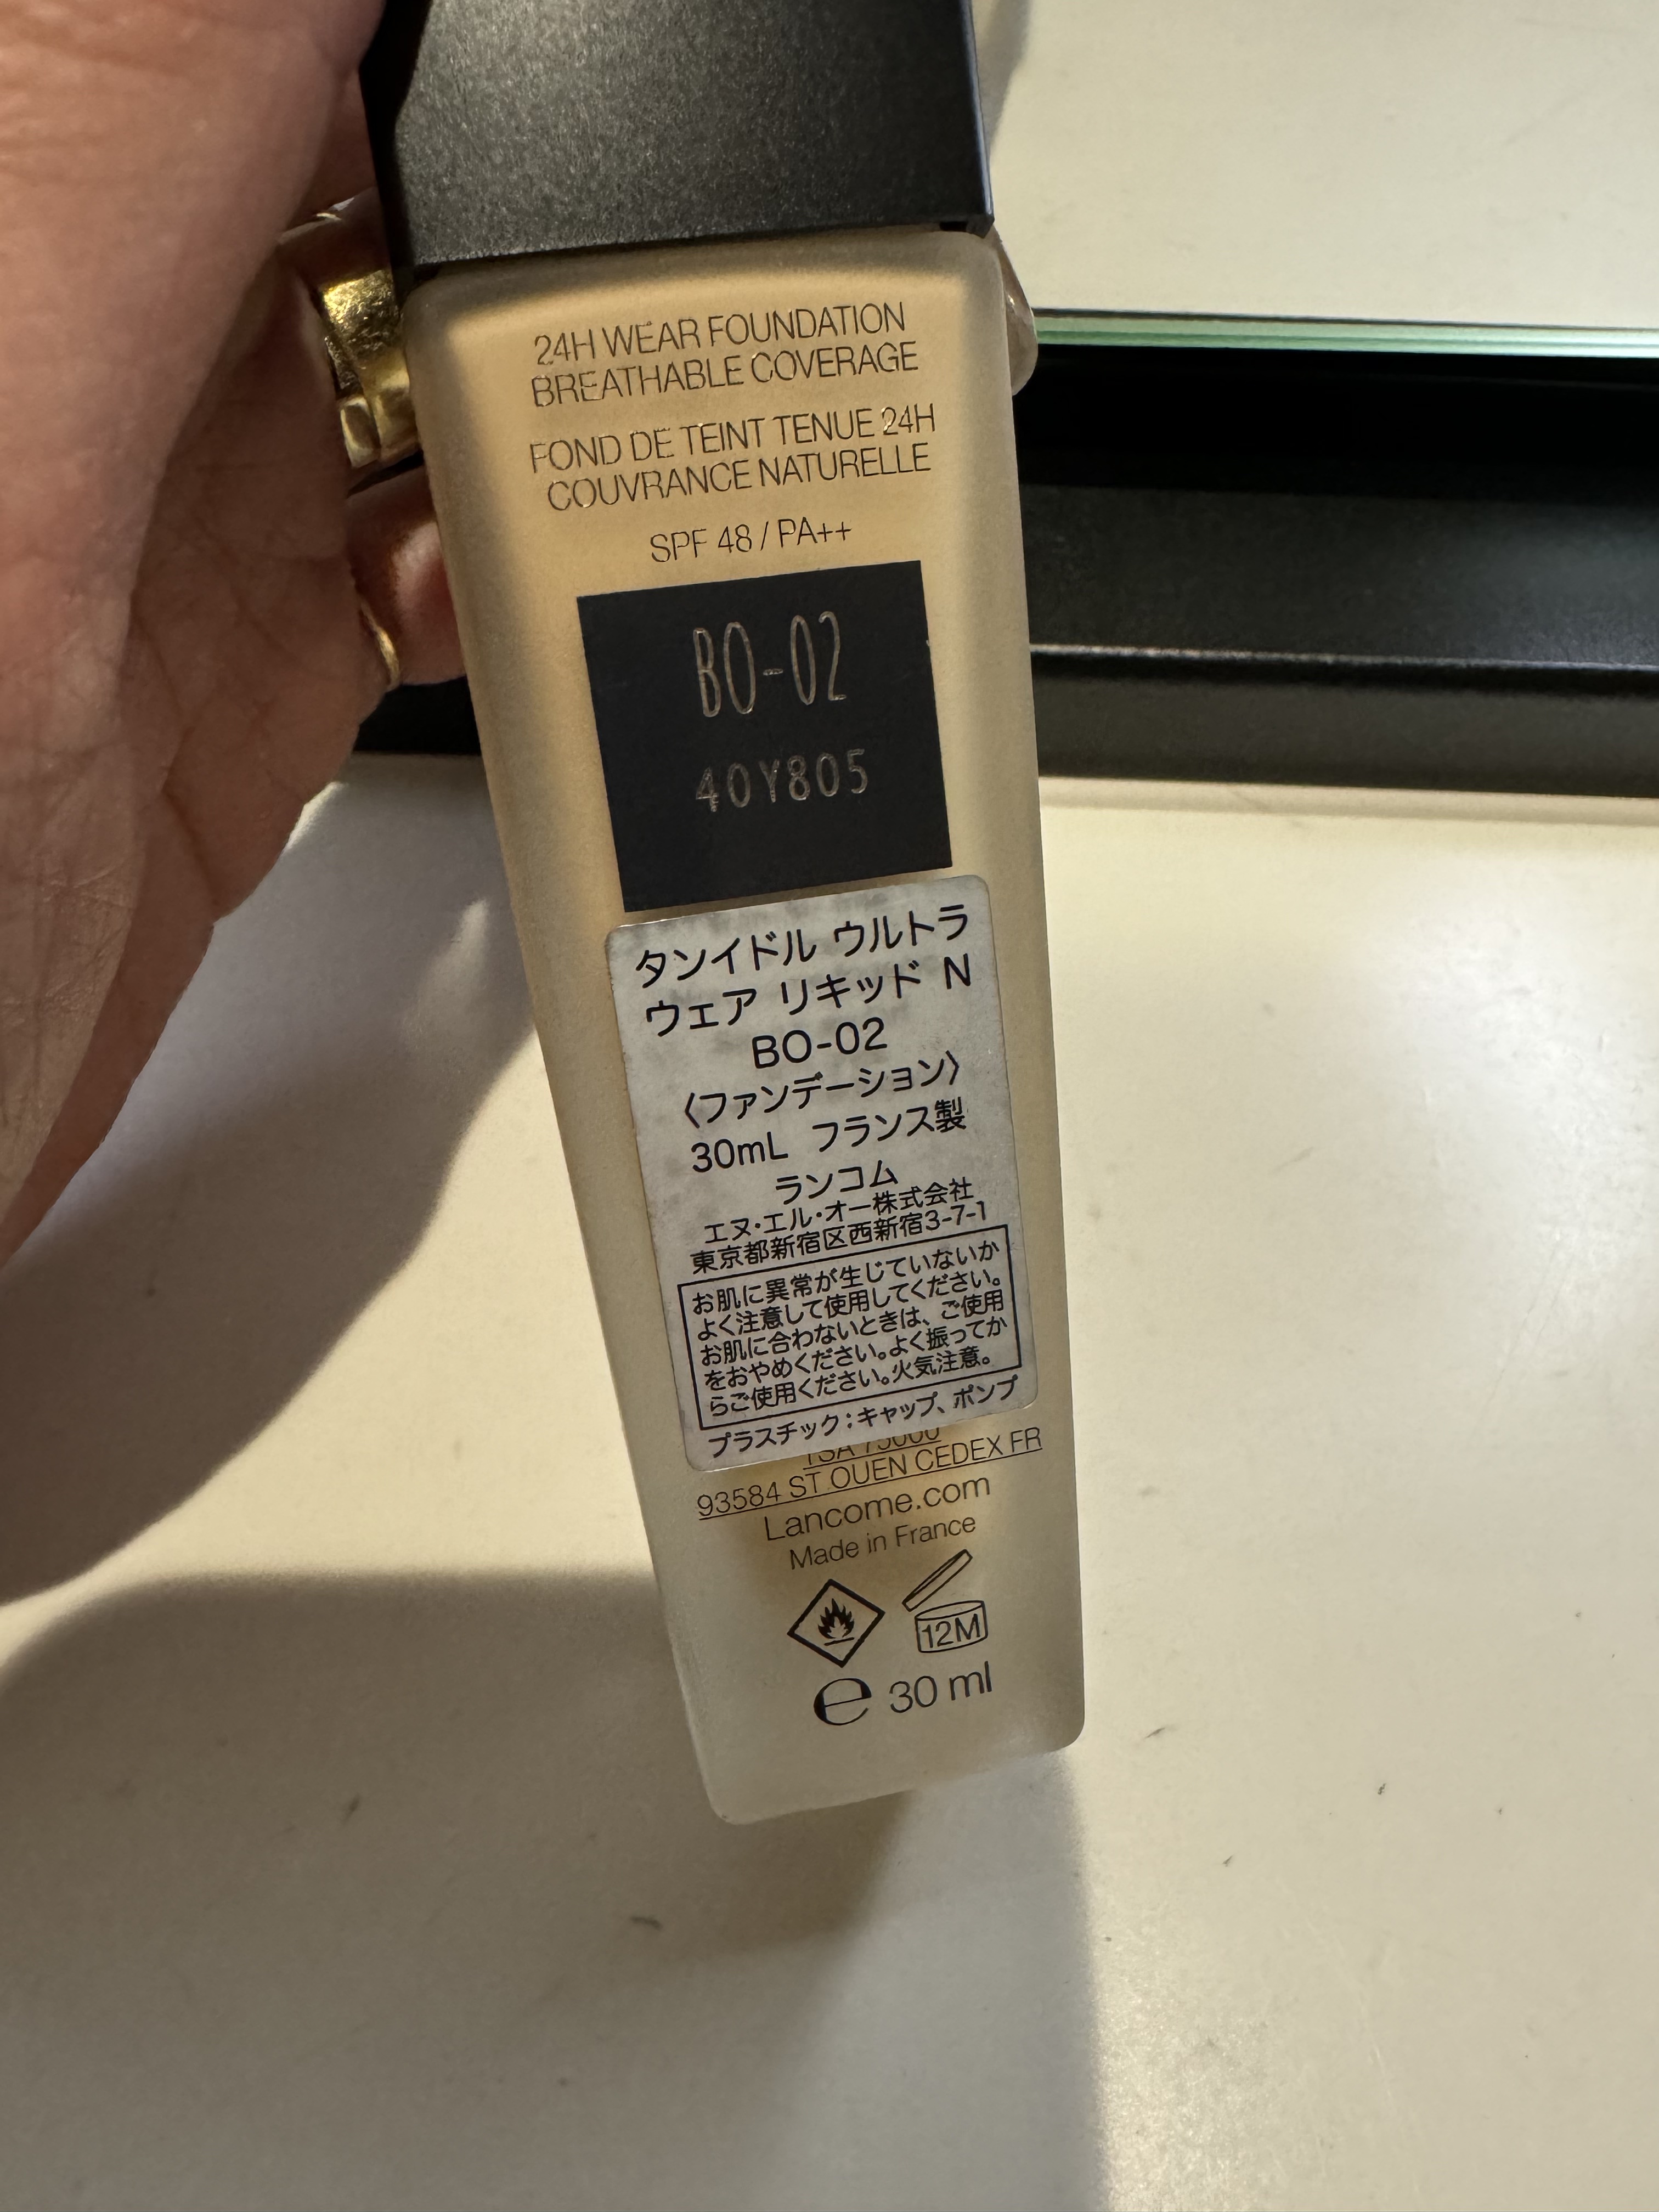 24H WEAR FOUNDATION
BREATHABLE COVERAGE
FOND DE TEINT TENUE 24H
COUVRANCE NATURELLE
SPF 48 / PA++
BO-02
40Y805
タンイドル ウルトラ
ウェア リキッド N
BO-02
〈ファンデーション〉
30mL フランス製
ランコム
エヌ・エル・オー株式会社
東京都新宿区西新宿3-7-1
お肌に異常が生じていないか
よく注意して使用してください。
お肌に合わないときは、ご使用
をおやめください。よく振ってか
らご使用ください。火気注意。
プラスチック:キャップ、ポンプ
TSA 75000
93584 ST OUEN CEDEX FR
Lancome.com
Made in France
12M
e 30 ml